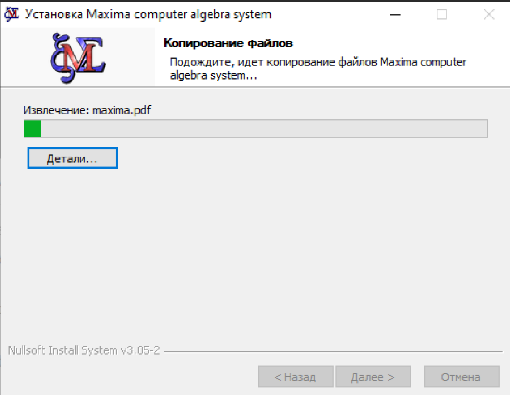 Установка Maxima computer algebra system
Копирование файлов
Подождите, идет копирование файлов Maxima computer
algebra system...
Извлечение: maxima.pdf
Детали...
Nullsoft Install System v3 05-2
< Назад
Далее >
Отмена